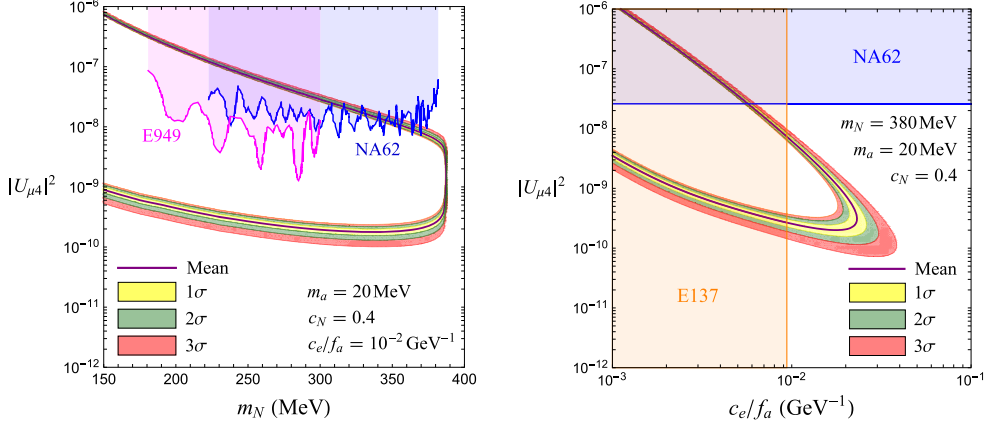 10⁻⁶
10⁻⁷
10⁻⁸
10⁻⁹
10⁻¹⁰
10⁻¹¹
10⁻¹²
|U_μ4|²
E949
NA62
Mean
1σ
2σ
3σ
m_a = 20 MeV
c_N = 0.4
c_e/f_a = 10⁻² GeV⁻¹
150 200 250 300 350 400
m_N (MeV)
10⁻⁶
10⁻⁷
10⁻⁸
10⁻⁹
10⁻¹⁰
10⁻¹¹
10⁻¹²
|U_μ4|²
NA62
m_N = 380 MeV
m_a = 20 MeV
c_N = 0.4
E137
Mean
1σ
2σ
3σ
10⁻³ 10⁻² 10⁻¹
c_e/f_a (GeV⁻¹)